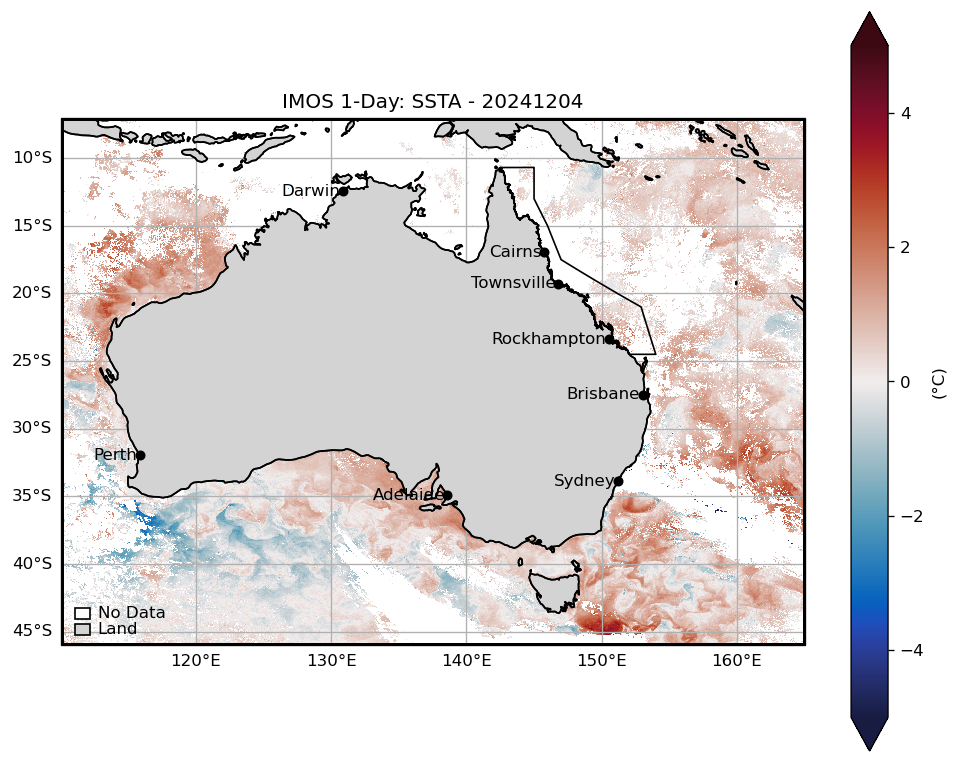 IMOS 1-Day: SSTA - 20241204
4
2
0
−2
−4
(°C)
10°S
15°S
20°S
25°S
30°S
35°S
40°S
45°S
Darwin
Cairns
Townsville
Rockhampton
Brisbane
Perth
Sydney
Adelaide
No Data
Land
120°E 130°E 140°E 150°E 160°E